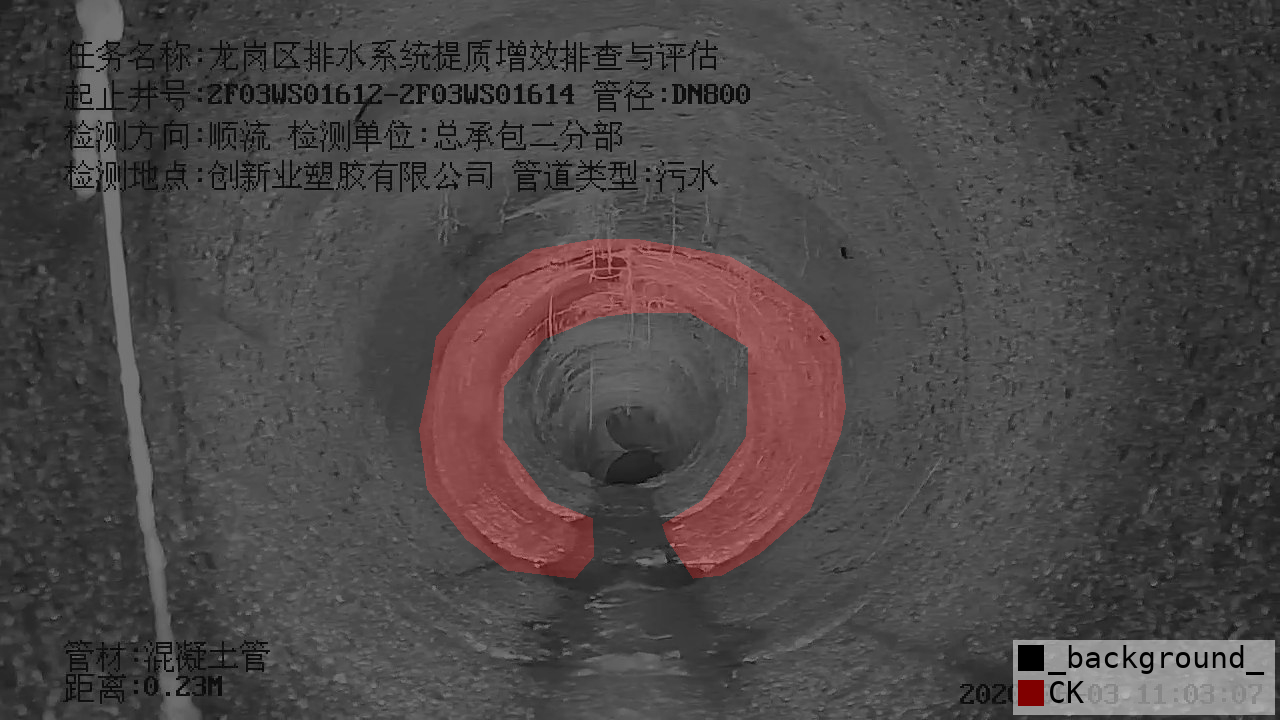 任务名称:龙岗区排水系统提质增效排查与评估
起止井号:ZF03WS01612-ZF03WS01614 管径:DN800
检测方向:顺流 检测单位:总承包二分部
检测地点:创新业塑胶有限公司 管道类型:污水
管材:混凝土管
距离:0.23M
_background_
CK
11:03:07